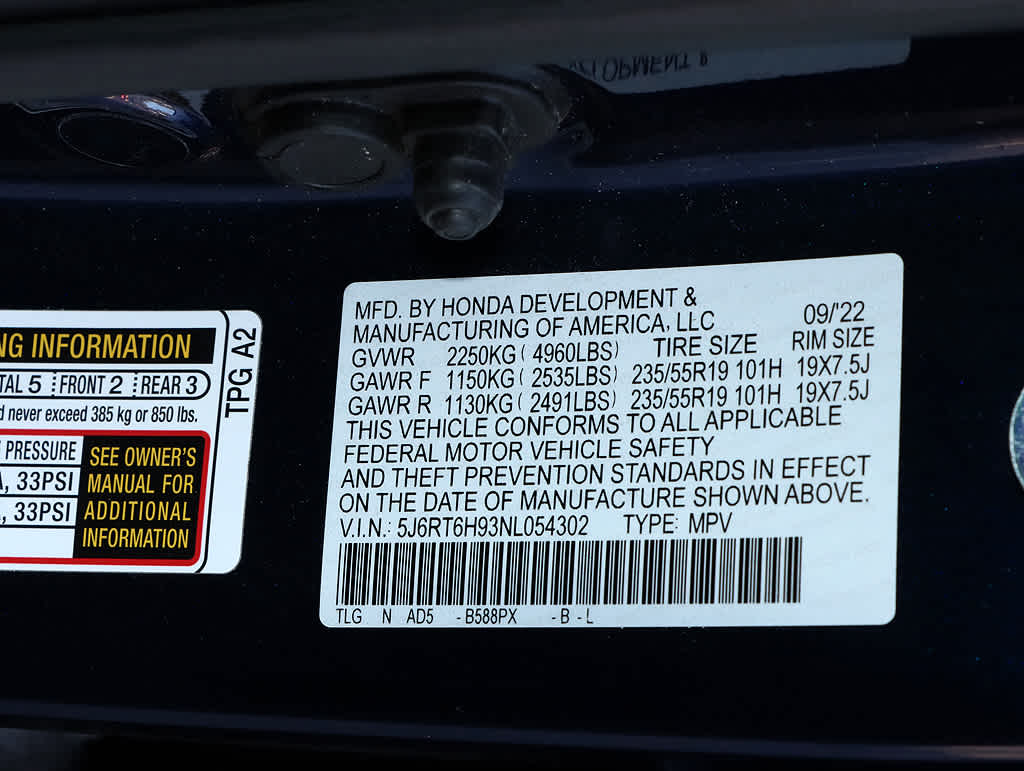 NG INFORMATION
TAL 5 FRONT 2 REAR 3
d never exceed 385 kg or 850 lbs.
PRESSURE
, 33PSI
, 33PSI
SEE OWNER'S
MANUAL FOR
ADDITIONAL
INFORMATION
TPG A2
MFD. BY HONDA DEVELOPMENT &
MANUFACTURING OF AMERICA, LLC 09/'22
GVWR 2250KG ( 4960LBS) TIRE SIZE RIM SIZE
GAWR F 1150KG ( 2535LBS) 235/55R19 101H 19X7.5J
GAWR R 1130KG ( 2491LBS) 235/55R19 101H 19X7.5J
THIS VEHICLE CONFORMS TO ALL APPLICABLE
FEDERAL MOTOR VEHICLE SAFETY
AND THEFT PREVENTION STANDARDS IN EFFECT
ON THE DATE OF MANUFACTURE SHOWN ABOVE.
V.I.N.: 5J6RT6H93NL054302 TYPE: MPV
TLG N AD5 - B588PX - B - L